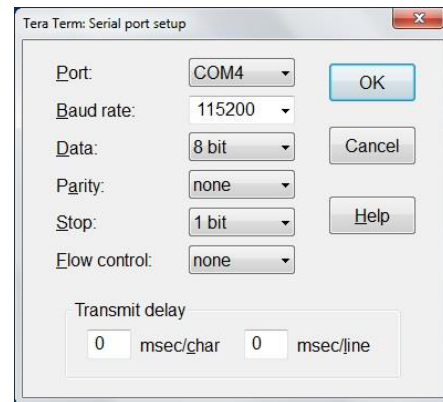 Tera Term: Serial port setup
Port: COM4
OK
Baud rate: 115200
Data: 8 bit
Cancel
Parity: none
Stop: 1 bit
Help
Flow control: none
Transmit delay
0 msec/char 0 msec/line